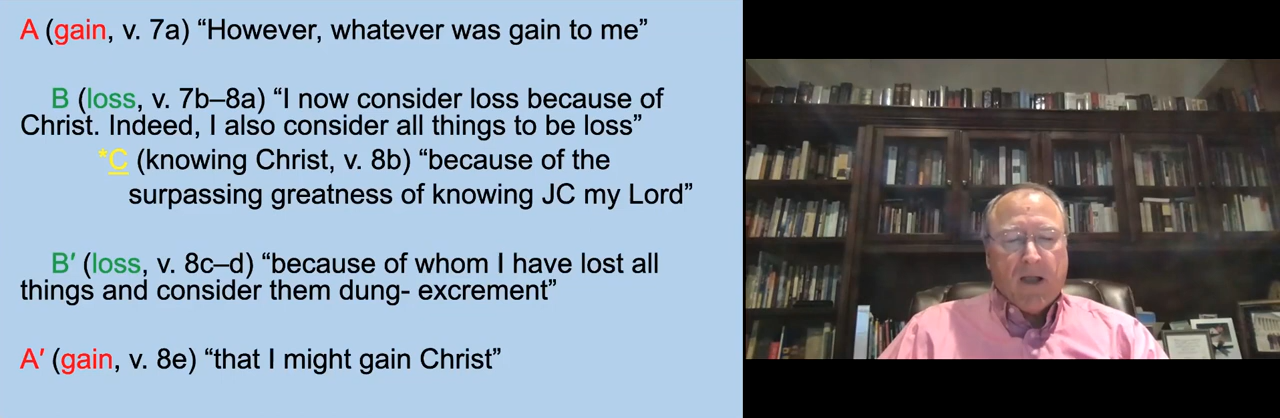 A (gain, v. 7a) “However, whatever was gain to me”
B (loss, v. 7b–8a) “I now consider loss because of
Christ. Indeed, I also consider all things to be loss”
*C (knowing Christ, v. 8b) “because of the
surpassing greatness of knowing JC my Lord”
B′ (loss, v. 8c–d) “because of whom I have lost all
things and consider them dung- excrement”
A′ (gain, v. 8e) “that I might gain Christ”